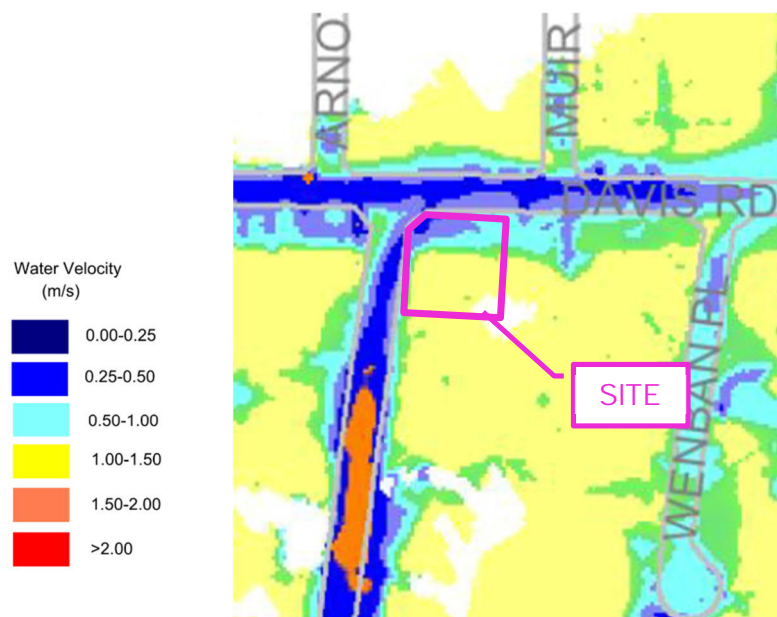 ARNO
MUIR
DAVIS RD
Water Velocity
(m/s)
0.00-0.25
0.25-0.50
0.50-1.00
1.00-1.50
1.50-2.00
>2.00
SITE
WENBAN PL